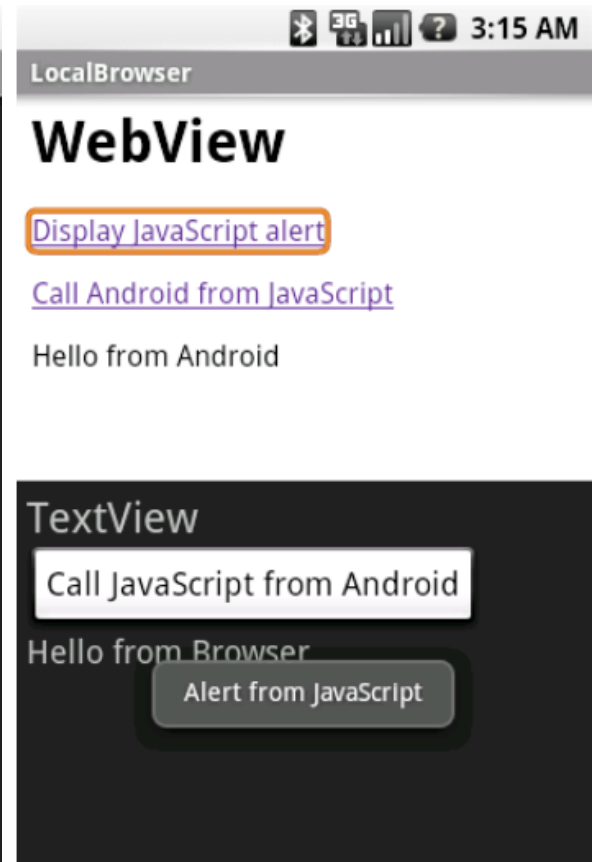 3G ? 3:15 AM
LocalBrowser
WebView
Display JavaScript alert
Call Android from JavaScript
Hello from Android
TextView
Call JavaScript from Android
Hello from Browser
Alert from JavaScript